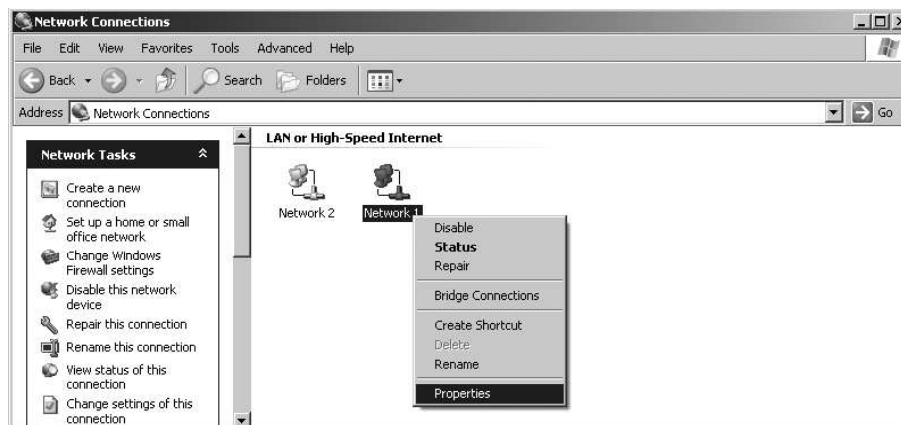 Network Connections
File Edit View Favorites Tools Advanced Help
Back Search Folders
Address Network Connections Go
Network Tasks
Create a new
connection
Set up a home or small
office network
Change Windows
Firewall settings
Disable this network
device
Repair this connection
Rename this connection
View status of this
connection
Change settings of this
connection
LAN or High-Speed Internet
Network 2 Network 1
Disable
Status
Repair
Bridge Connections
Create Shortcut
Delete
Rename
Properties